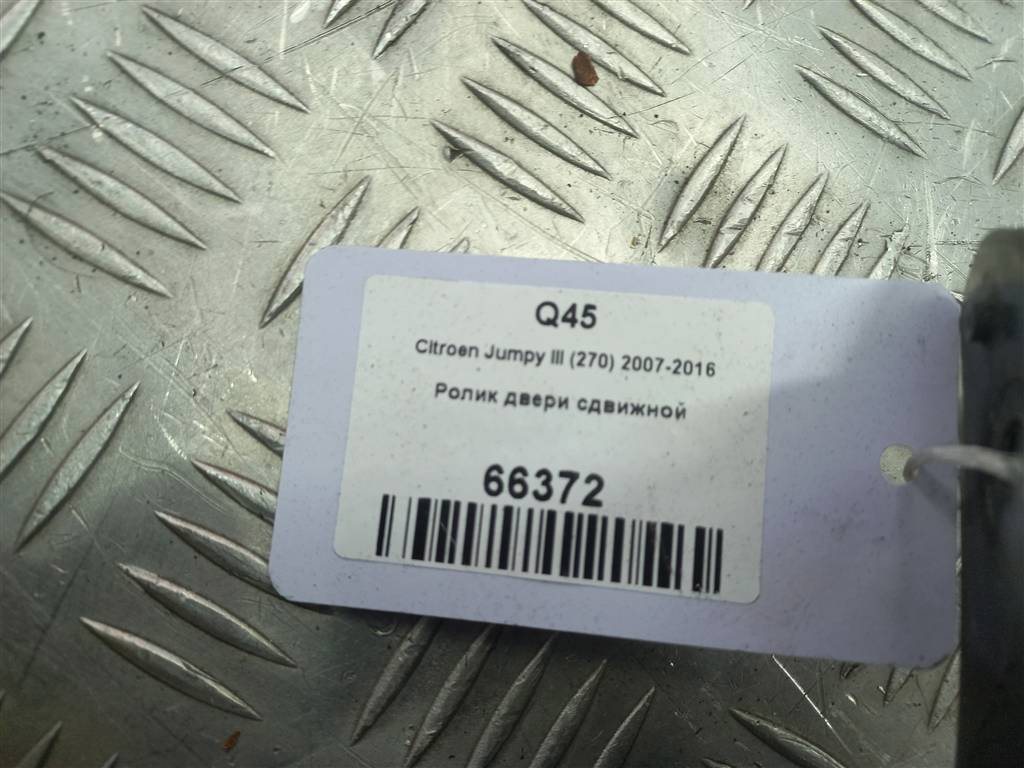 Q45
Citroen Jumpy III (270) 2007-2016
Ролик двери сдвижной
66372